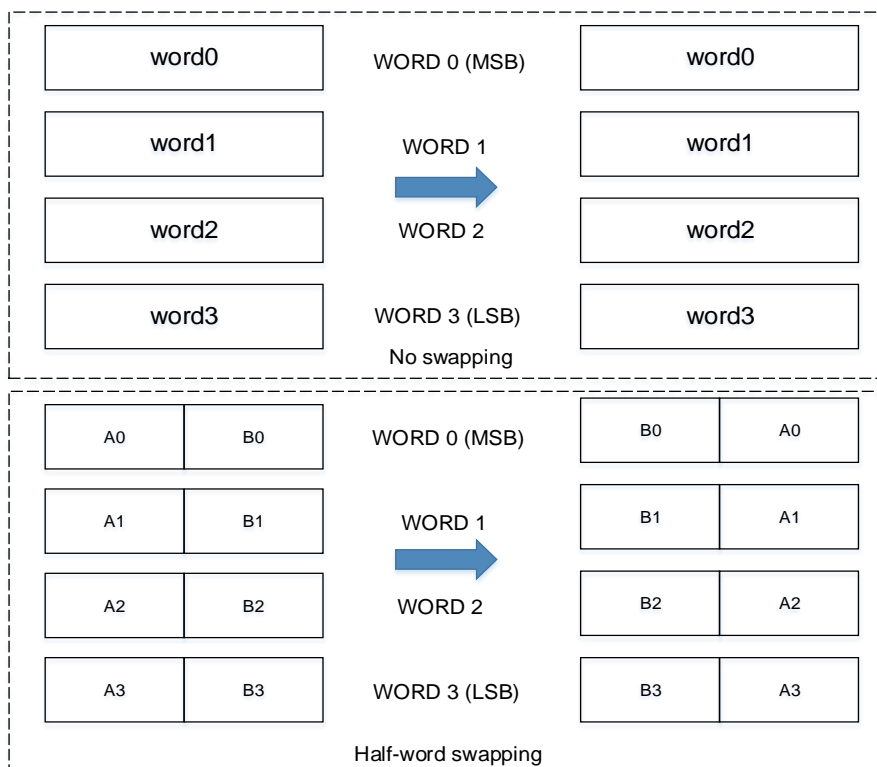 word0 WORD 0 (MSB) word0
word1 WORD 1 word1
word2 WORD 2 word2
word3 WORD 3 (LSB) word3
No swapping
A0 B0 WORD 0 (MSB) B0 A0
A1 B1 WORD 1 B1 A1
A2 B2 WORD 2 B2 A2
A3 B3 WORD 3 (LSB) B3 A3
Half-word swapping